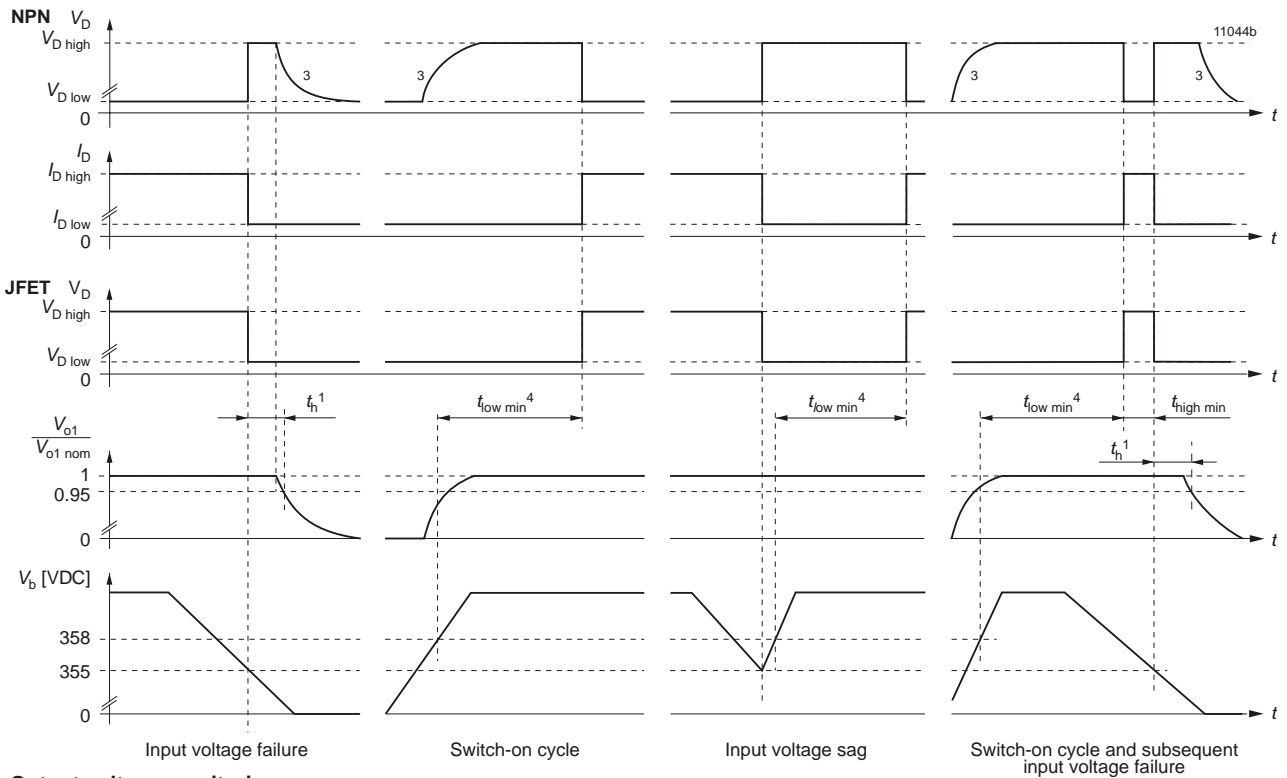 NPN V_D
V_D high
11044b
3
3
3
3
V_D low
0
t
I_D
I_D high
I_D low
0
t
JFET V_D
V_D high
V_D low
0
t
t_h^1
t_low min^4
t_low min^4
t_low min^4
t_high min
V_o1
V_o1 nom
t_h^1
1
0.95
0
t
V_b [VDC]
358
355
0
t
Input voltage failure
Switch-on cycle
Input voltage sag
Switch-on cycle and subsequent
input voltage failure